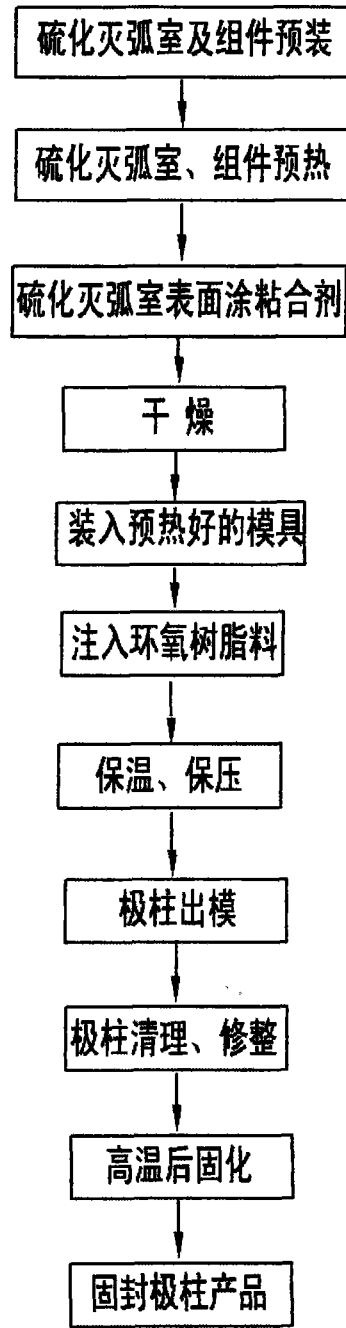 硫化灭弧室及组件预装
硫化灭弧室、组件预热
硫化灭弧室表面涂粘合剂
干 燥
装入预热好的模具
注入环氧树脂料
保温、保压
极柱出模
极柱清理、修整
高温后固化
固封极柱产品